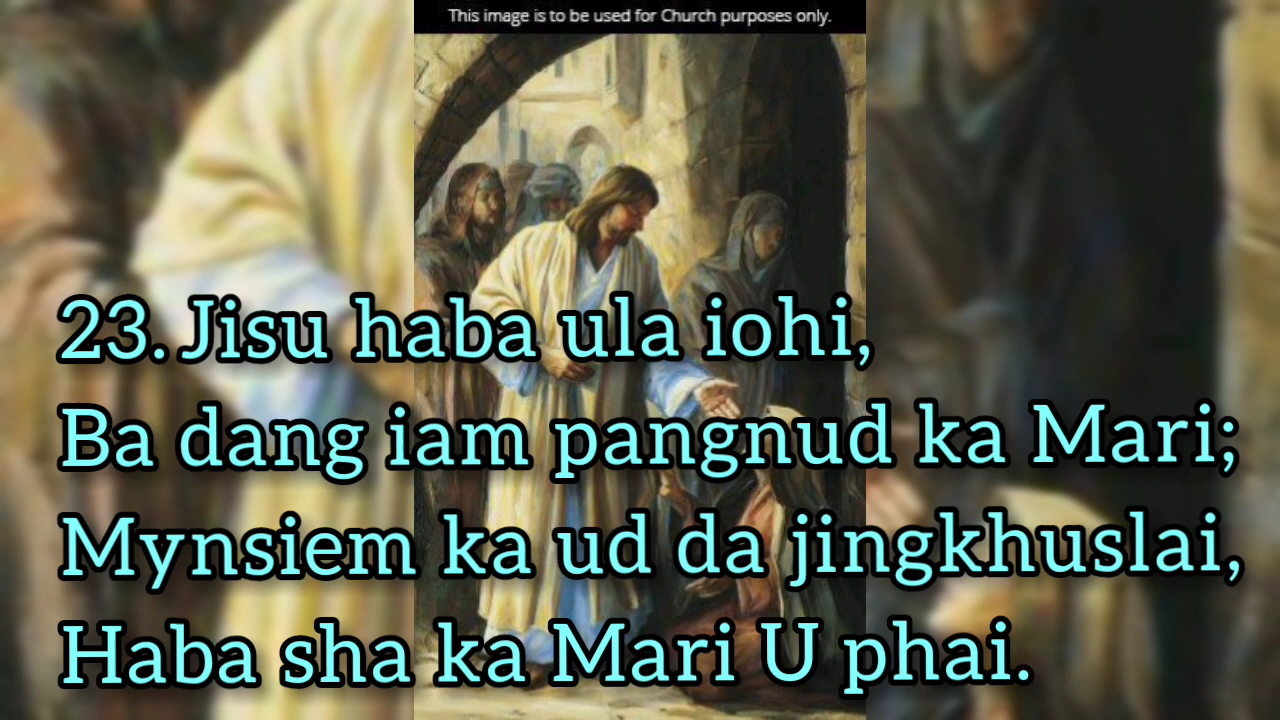 This image is to be used for Church purposes only.
23. Jisu haba ula iohi,
Ba dang iam pangnud ka Mari;
Mynsiem ka ud da jingkhuslai,
Haba sha ka Mari U phai.